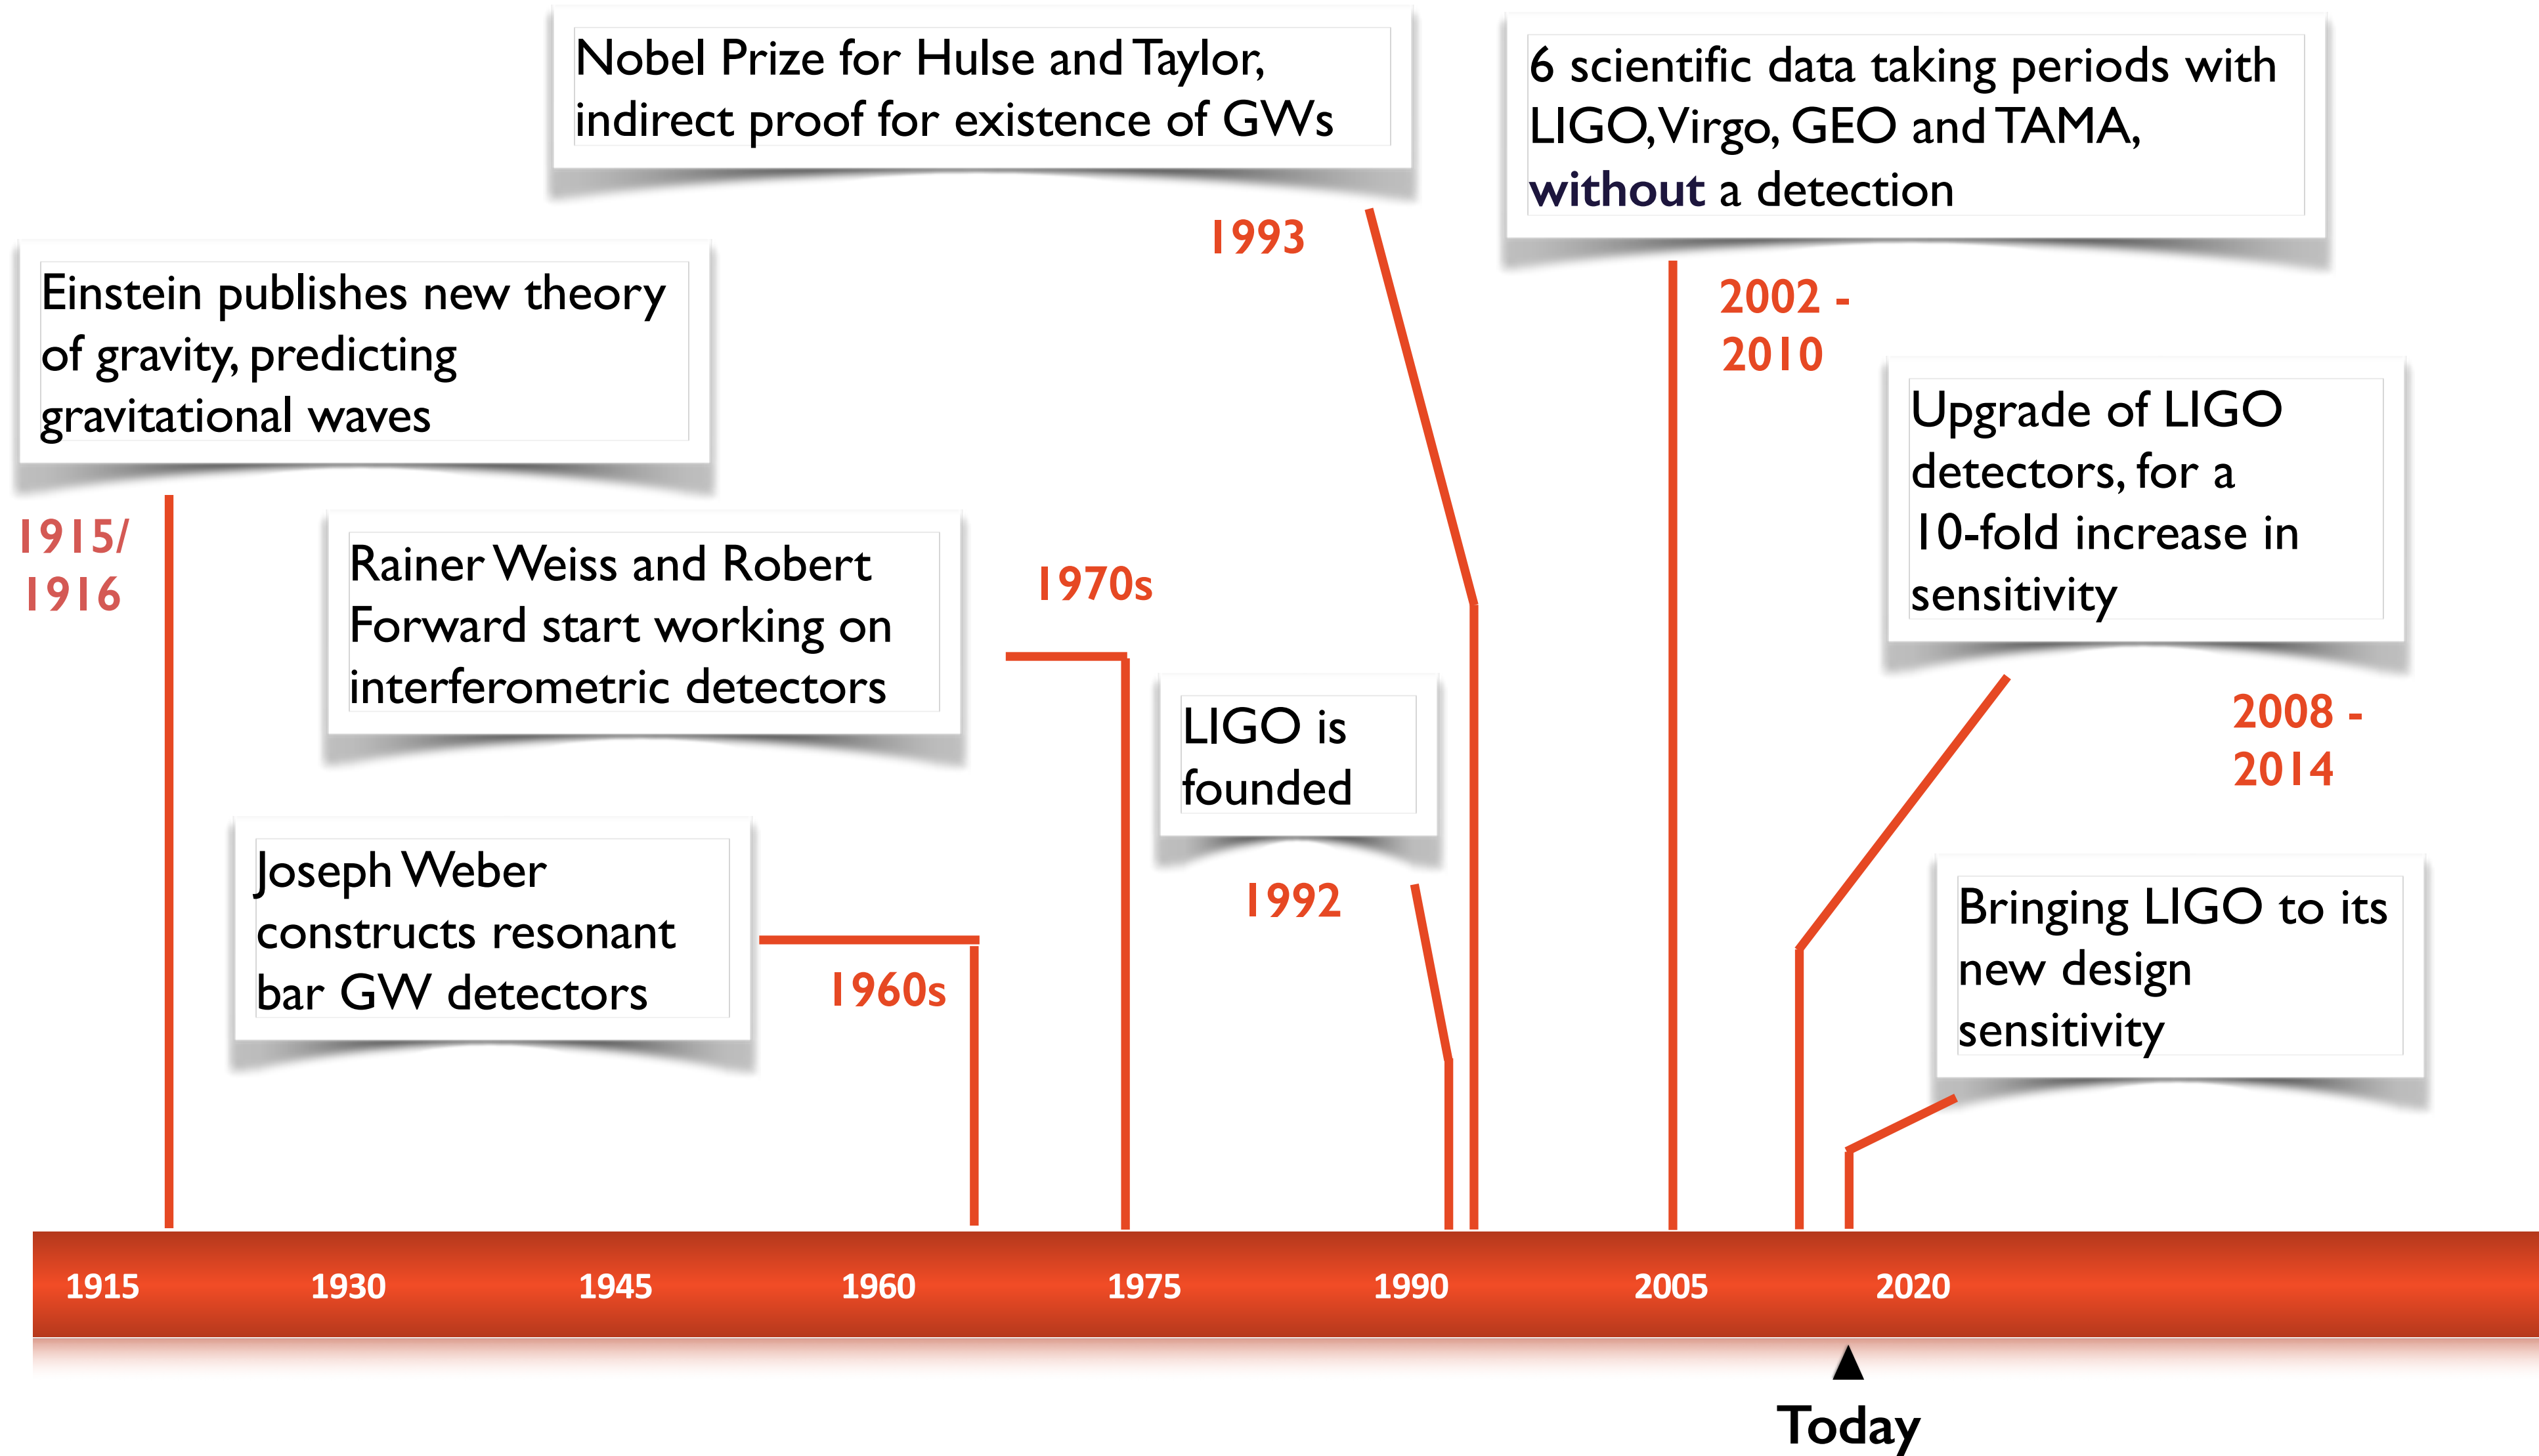 Nobel Prize for Hulse and Taylor,
indirect proof for existence of GWs
1993
6 scientific data taking periods with
LIGO, Virgo, GEO and TAMA,
without a detection
2002 -
2010
Einstein publishes new theory
of gravity, predicting
gravitational waves
1915/
1916
Rainer Weiss and Robert
Forward start working on
interferometric detectors
1970s
Upgrade of LIGO
detectors, for a
10-fold increase in
sensitivity
2008 -
2014
LIGO is
founded
1992
Joseph Weber
constructs resonant
bar GW detectors
1960s
Bringing LIGO to its
new design
sensitivity
1915 1930 1945 1960 1975 1990 2005 2020
Today